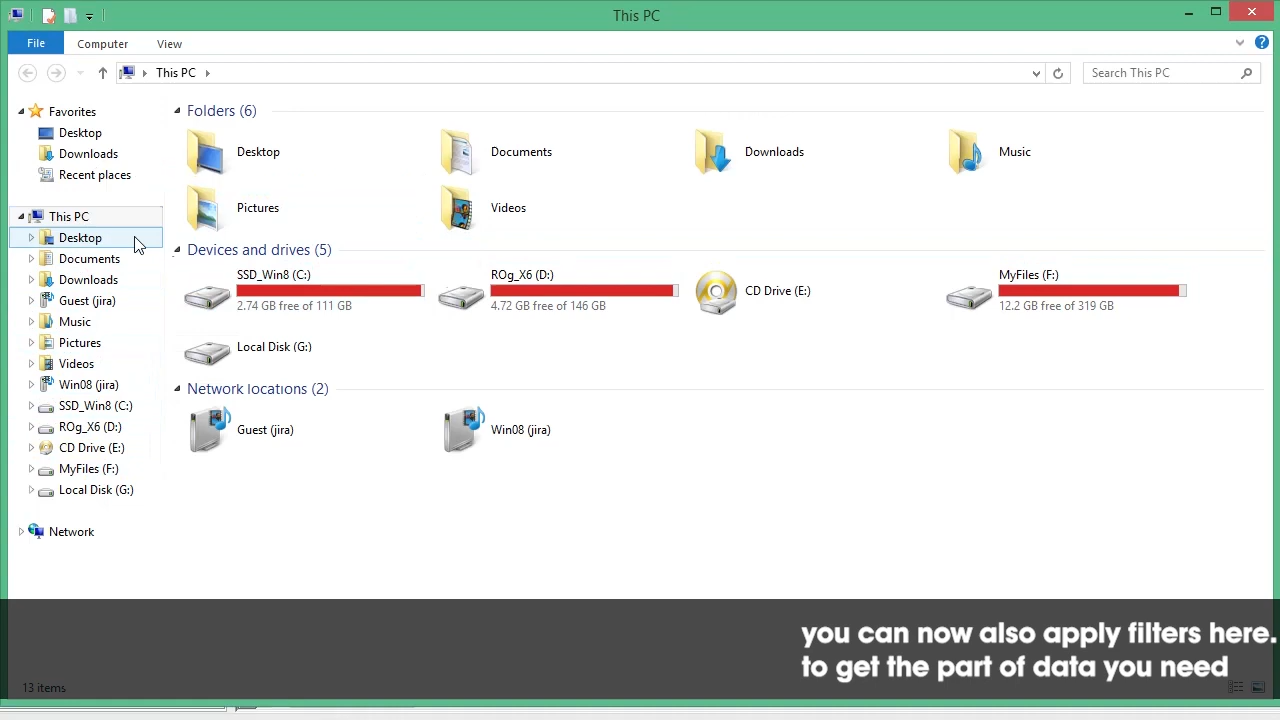 This PC
File
Computer
View
This PC
Search This PC
Favorites
Desktop
Downloads
Recent places
This PC
Desktop
Documents
Downloads
Guest (jira)
Music
Pictures
Videos
Win08 (jira)
SSD_Win8 (C:)
ROg_X6 (D:)
CD Drive (E:)
MyFiles (F:)
Local Disk (G:)
Network
Folders (6)
Desktop
Documents
Downloads
Music
Pictures
Videos
Devices and drives (5)
SSD_Win8 (C:)
2.74 GB free of 111 GB
ROg_X6 (D:)
4.72 GB free of 146 GB
CD Drive (E:)
MyFiles (F:)
12.2 GB free of 319 GB
Local Disk (G:)
Network locations (2)
Guest (jira)
Win08 (jira)
you can now also apply filters here.
to get the part of data you need
13 items